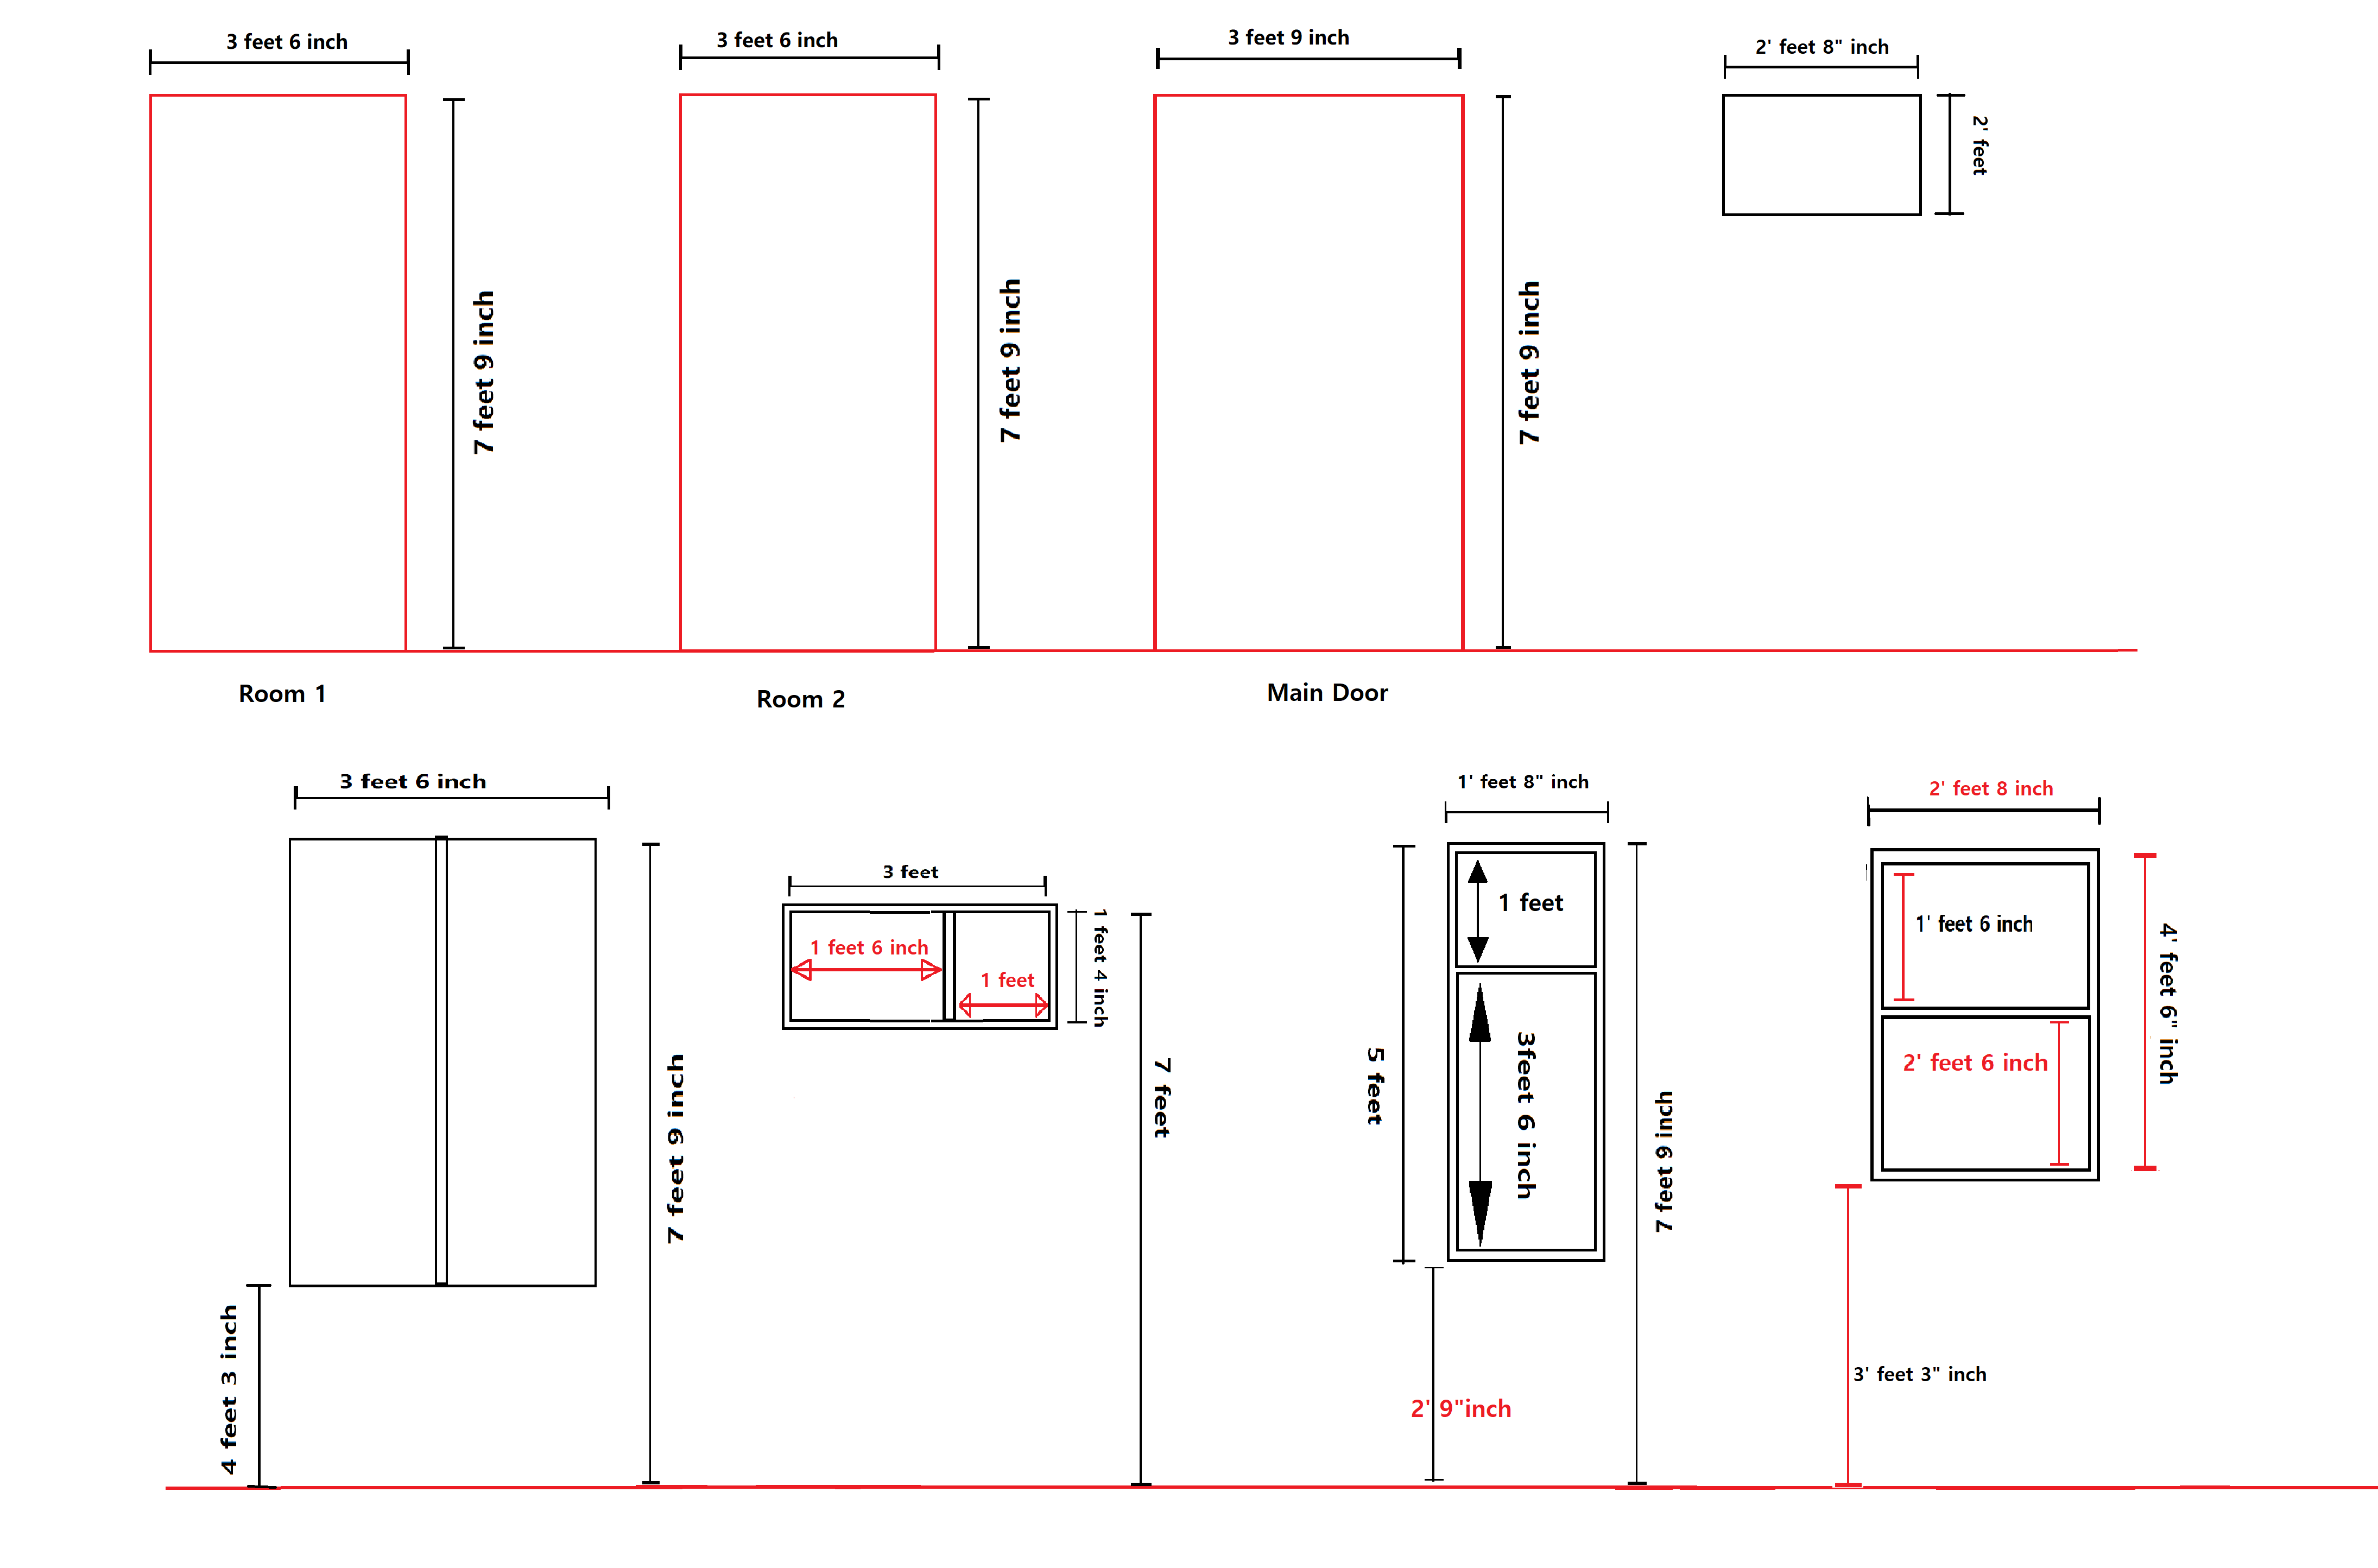 3 feet 6 inch
3 feet 6 inch
3 feet 9 inch
2' feet 8" inch
2' feet
7 feet 9 inch
7 feet 9 inch
7 feet 9 inch
Room 1
Room 2
Main Door
3 feet 6 inch
1' feet 8" inch
2' feet 8 inch
3 feet
1 feet
1' feet 6 inch
1 feet 6 inch
1 feet
1 feet 4 inch
4' feet 6" inch
2' feet 6 inch
5 feet
3feet 6 inch
7 feet
7 feet 9 inch
7 feet 9 inch
4 feet 3 inch
3' feet 3" inch
2' 9"inch